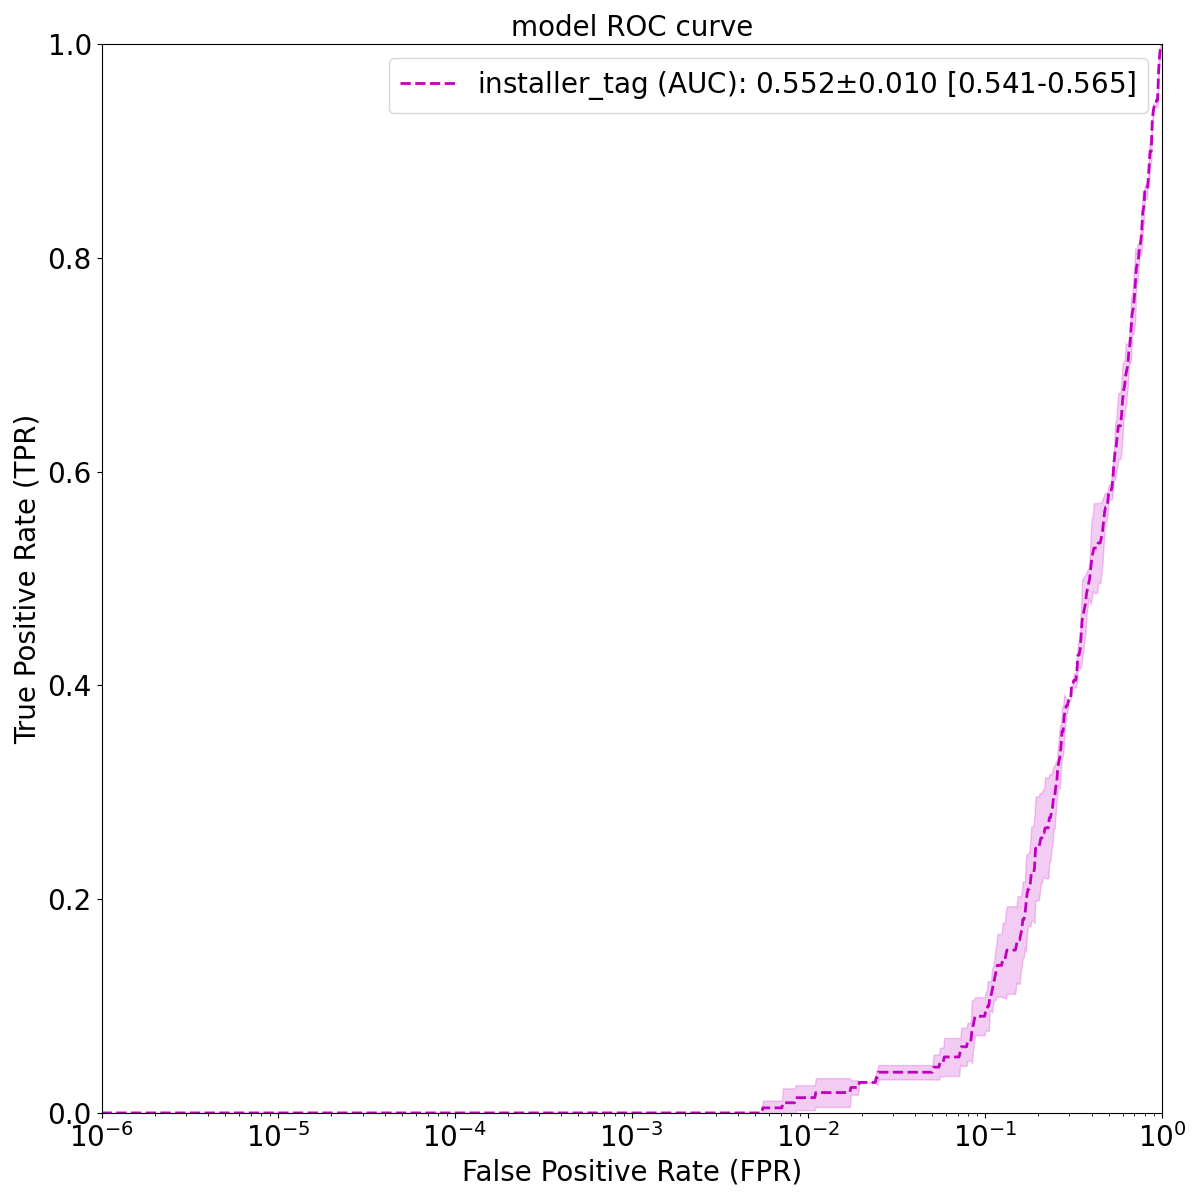 model ROC curve
installer_tag (AUC): 0.552±0.010 [0.541-0.565]
True Positive Rate (TPR)
1.0
0.8
0.6
0.4
0.2
0.0
10⁻⁶ 10⁻⁵ 10⁻⁴ 10⁻³ 10⁻² 10⁻¹ 10⁰
False Positive Rate (FPR)